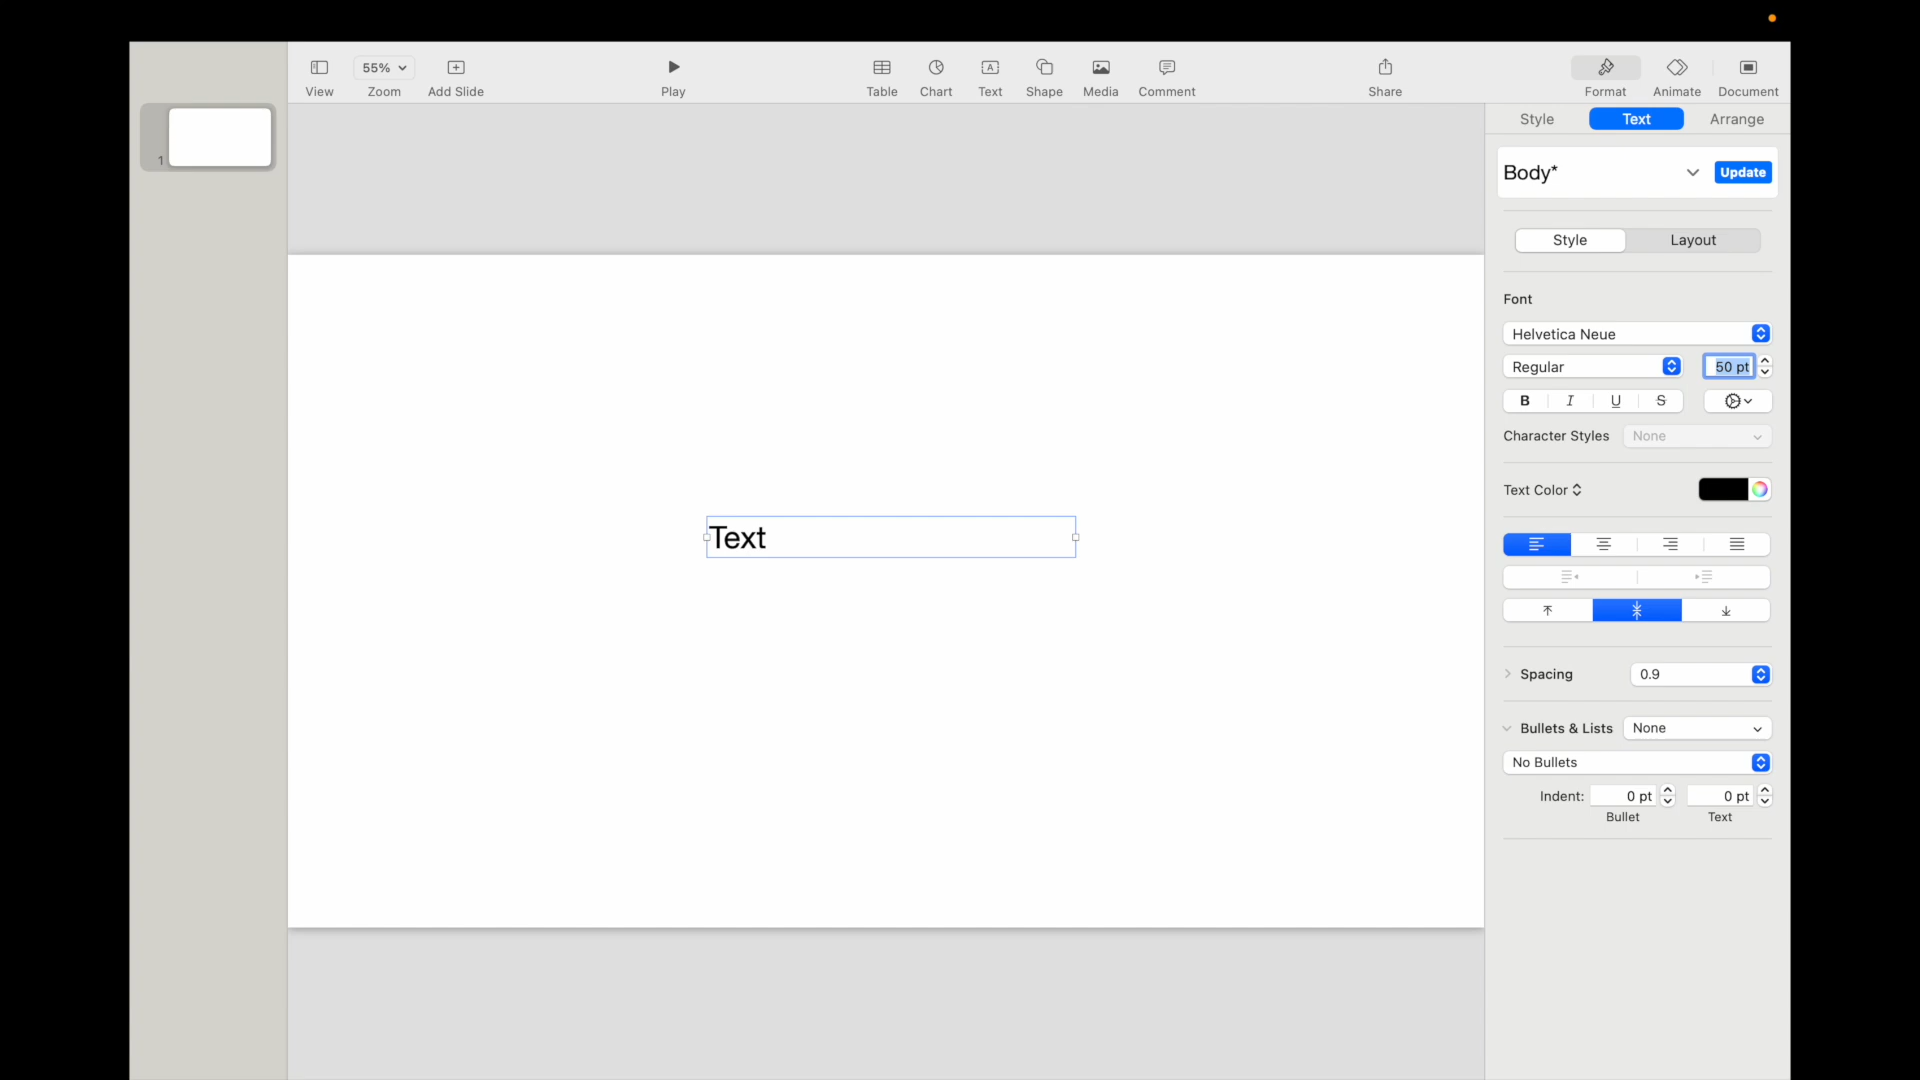 55%
View
Zoom
Add Slide
Play
Table
Chart
A
Text
Shape
Media
Comment
Share
Format
Animate
Document
Style
Text
Arrange
1
Body*
Update
Style
Layout
Font
Helvetica Neue
Regular
50 pt
B I U S
Character Styles None
Text Color
Text
Spacing 0.9
Bullets & Lists None
No Bullets
Indent: 0 pt 0 pt
Bullet Text